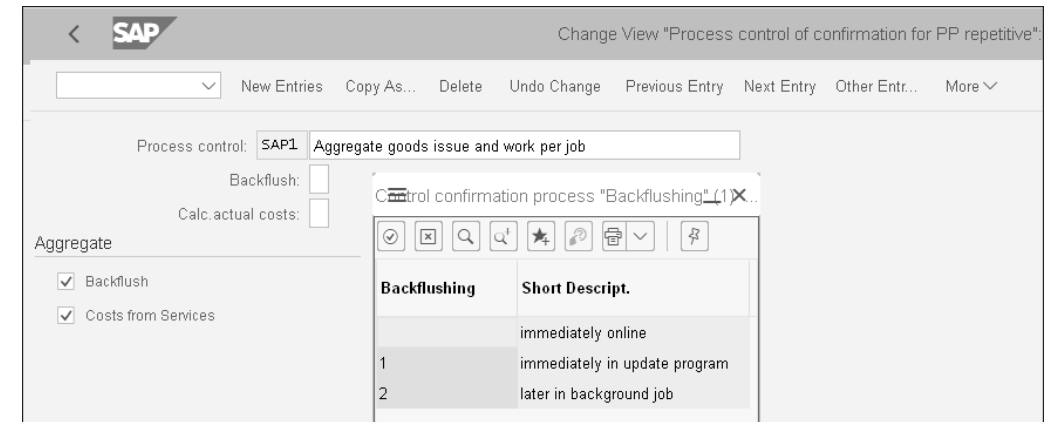 SAP
Change View "Process control of confirmation for PP repetitive":
New Entries Copy As... Delete Undo Change Previous Entry Next Entry Other Entr... More
Process control: SAP1 Aggregate goods issue and work per job
Backflush:
Calc.actual costs:
Control confirmation process "Backflushing" (1) ...
Aggregate
Backflush
Costs from Services
Backflushing Short Descript.
immediately online
1 immediately in update program
2 later in background job